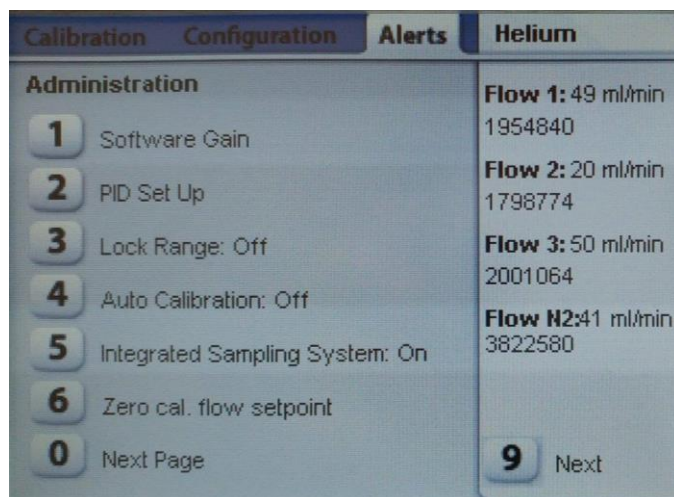 Calibration Configuration Alerts
Administration
1 Software Gain
2 PID Set Up
3 Lock Range: Off
4 Auto Calibration: Off
5 Integrated Sampling System: On
6 Zero cal. flow setpoint
0 Next Page
Helium
Flow 1: 49 ml/min
1954840
Flow 2: 20 ml/min
1798774
Flow 3: 50 ml/min
2001064
Flow N2:41 ml/min
3822580
9 Next